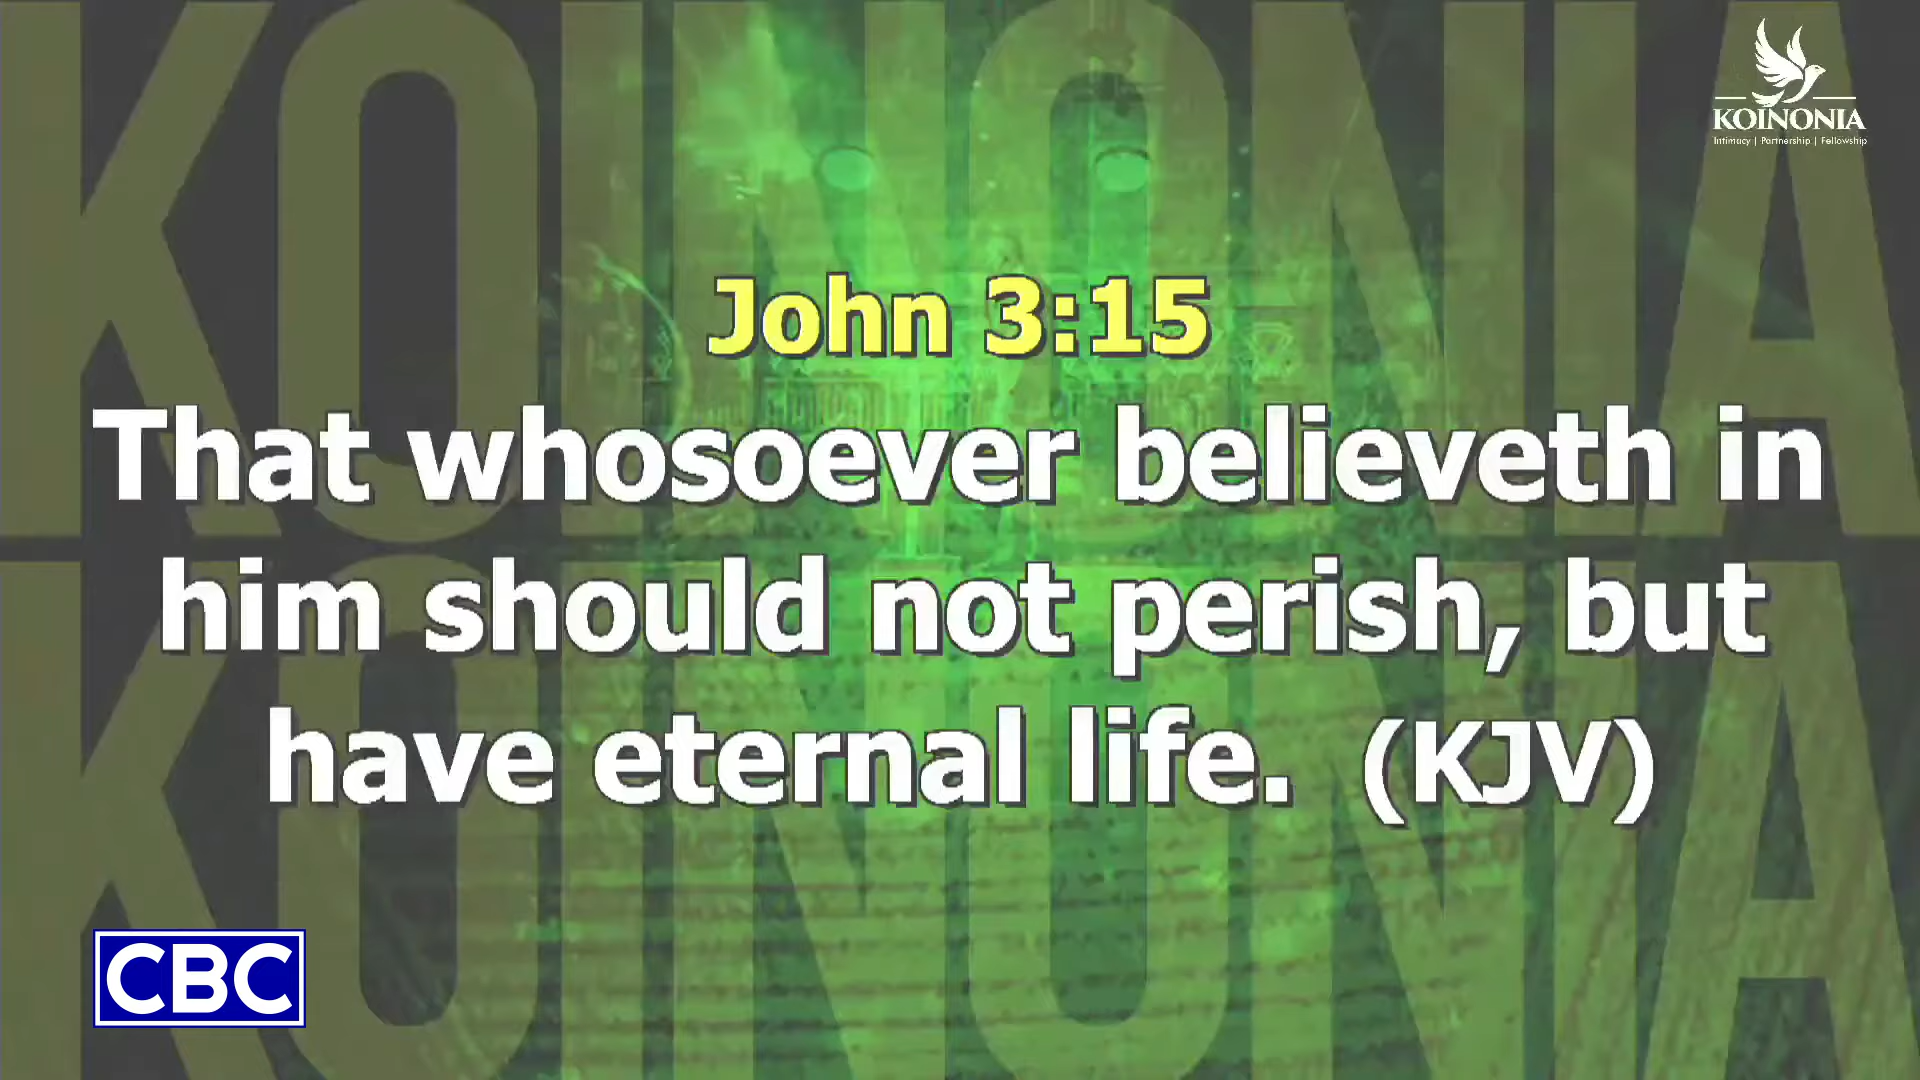 KOINONIA
KOINONIA
Intimacy | Partnership | Fellowship
John 3:15
That whosoever believeth in
him should not perish, but
have eternal life. (KJV)
KOINONIA
CBC